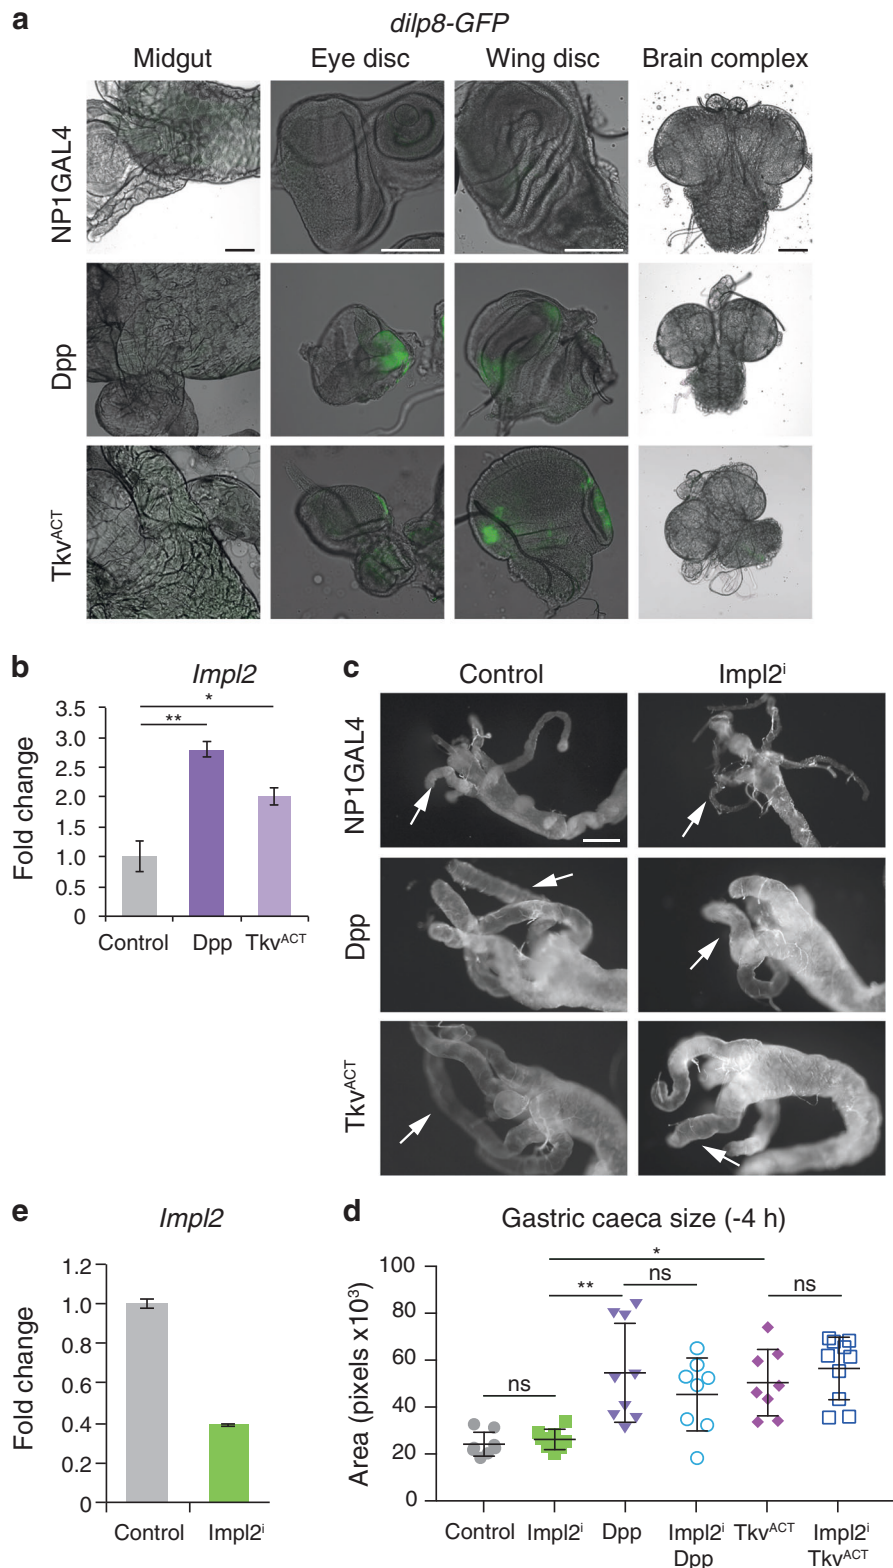 a
dilp8-GFP
Midgut Eye disc Wing disc Brain complex
NP1GAL4
Dpp
Tkvᴬᶜᵀ
b
Impl2
Fold change
3.5
3.0
2.5
2.0
1.5
1.0
0.5
0
*
**
Control Dpp Tkvᴬᶜᵀ
c
Control Impl2ⁱ
NP1GAL4
Dpp
Tkvᴬᶜᵀ
e
Impl2
Fold change
1.2
1.0
0.8
0.6
0.4
0.2
0
Control Impl2ⁱ
d
Gastric caeca size (-4 h)
Area (pixels x10³)
100
80
60
40
20
0
*
** ns ns
ns
Control Impl2ⁱ Dpp Impl2ⁱ Tkvᴬᶜᵀ Impl2ⁱ
Dpp Tkvᴬᶜᵀ